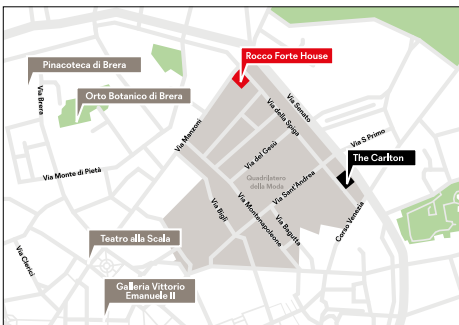 Rocco Forte House
Pinacoteca di Brera
Via Brera
Orto Botanico di Brera
Via Senato
Via della Spiga
Via Manzoni
Via S Primo
Via del Gesù
The Carlton
Via Monte di Pietà
Quadrilatero
della Moda
Via Sant'Andrea
Via Bigli
Via Montenapoleone
Via Bagutta
Corso Venezia
Teatro alla Scala
Via Clerici
Galleria Vittorio
Emanuele II